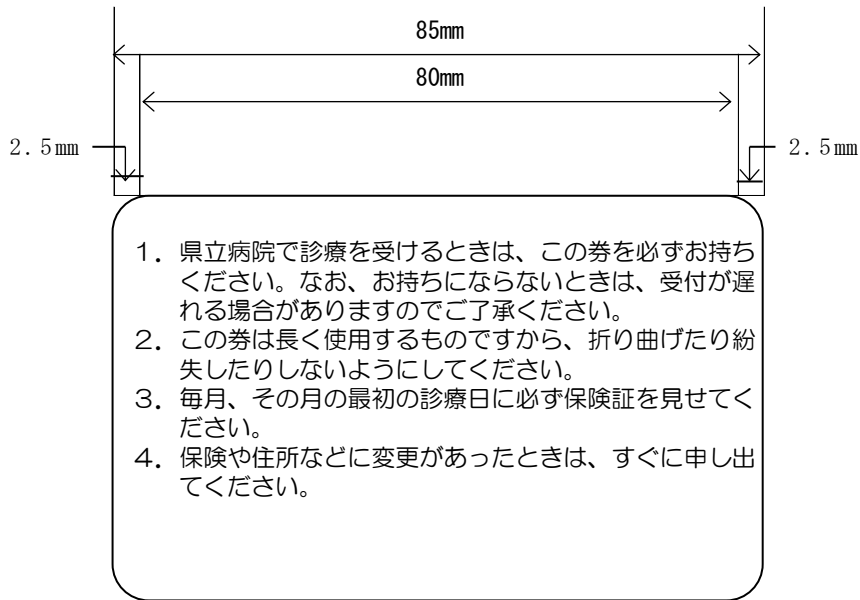 85mm
80mm
2.5mm
2.5mm
1．県立病院で診療を受けるときは、この券を必ずお持ち
ください。なお、お持ちにならないときは、受付が遅
れる場合がありますのでご了承ください。
2．この券は長く使用するものですから、折り曲げたり紛
失したりしないようにしてください。
3．毎月、その月の最初の診療日に必ず保険証を見せてく
ださい。
4．保険や住所などに変更があったときは、すぐに申し出
てください。